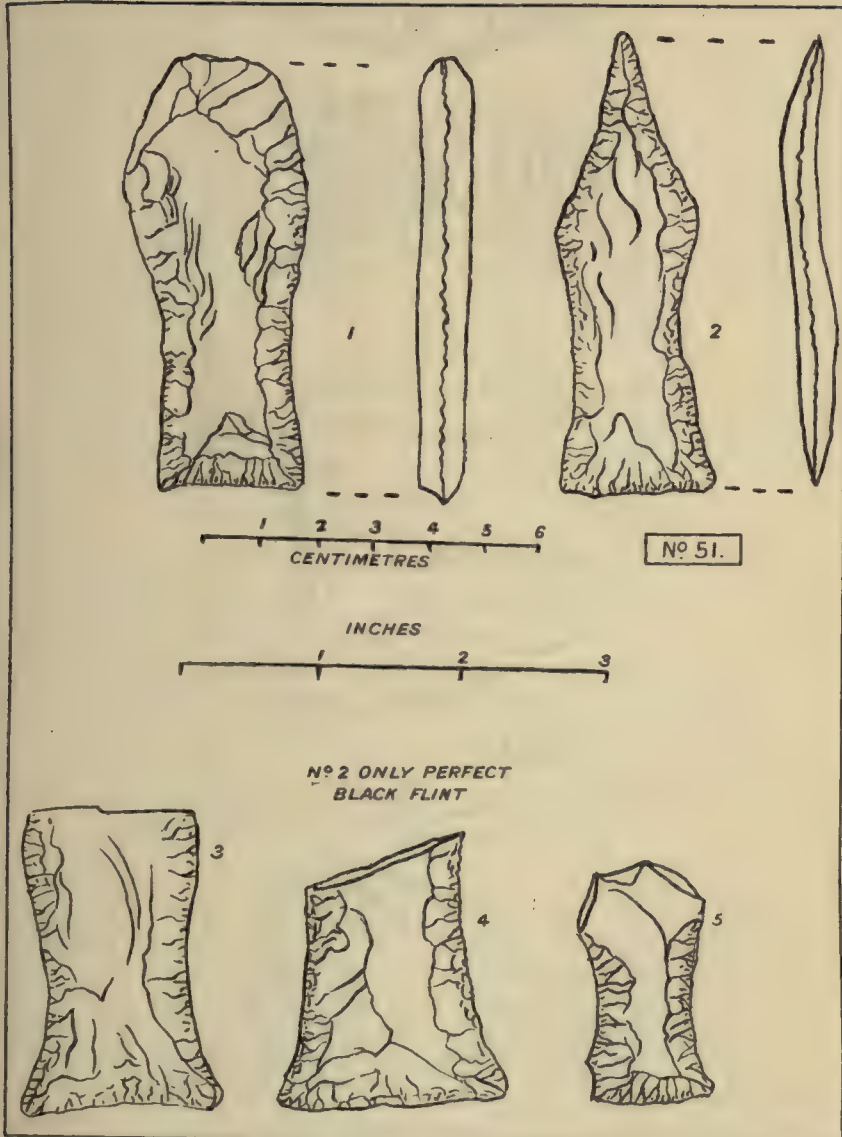 1
2
1 2 3 4 5 6
CENTIMETRES
Nº 51.
INCHES
1 2 3
Nº 2 ONLY PERFECT
BLACK FLINT
3
4
5